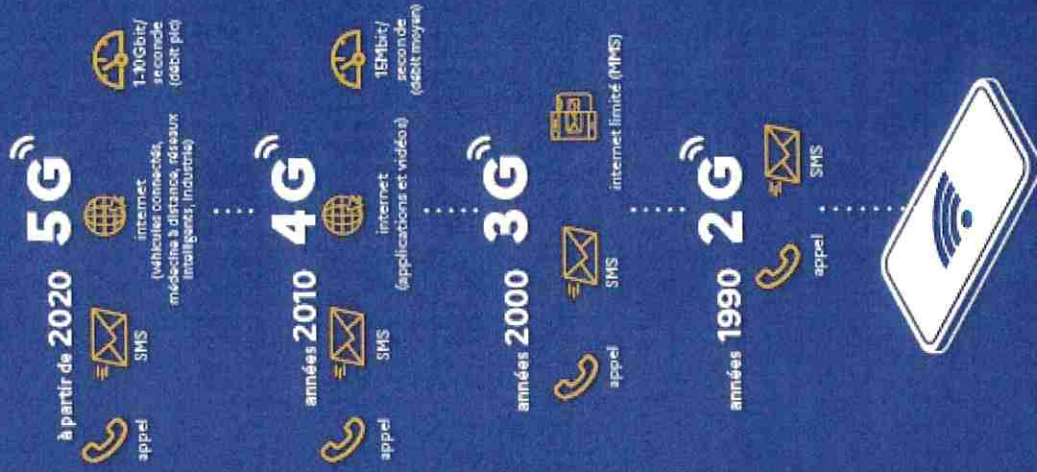 à partir de 2020 5G
appel
SMS
internet
(véhicules connectés,
médecine à distance, réseaux
intelligents, industrie)
1-10Gbit/
seconde
(débit pic)
années 2010 4G
appel
SMS
internet
(applications et vidéos)
15Mbit/
seconde
(débit moyen)
années 2000 3G
appel
SMS
internet limité (MMS)
années 1990 2G
appel
SMS